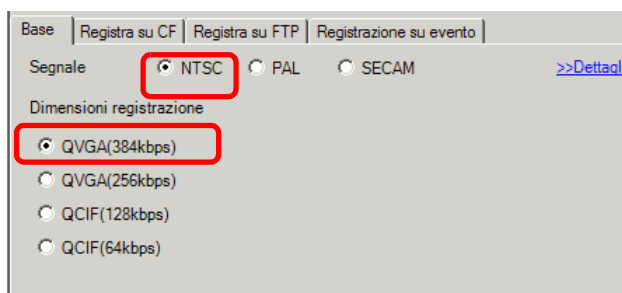 Base Registra su CF Registra su FTP Registrazione su evento
Segnale NTSC PAL SECAM >>Dettagl
Dimensioni registrazione
QVGA(384kbps)
QVGA(256kbps)
QCIF(128kbps)
QCIF(64kbps)